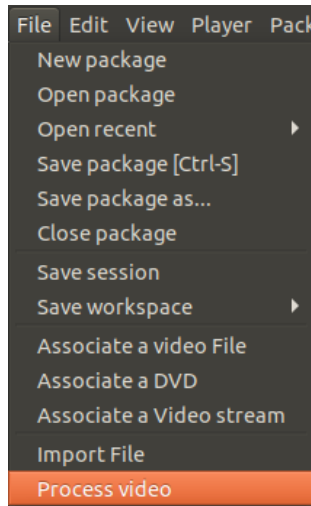 File Edit View Player Pack
New package
Open package
Open recent
Save package [Ctrl-S]
Save package as...
Close package
Save session
Save workspace
Associate a video File
Associate a DVD
Associate a Video stream
Import File
Process video